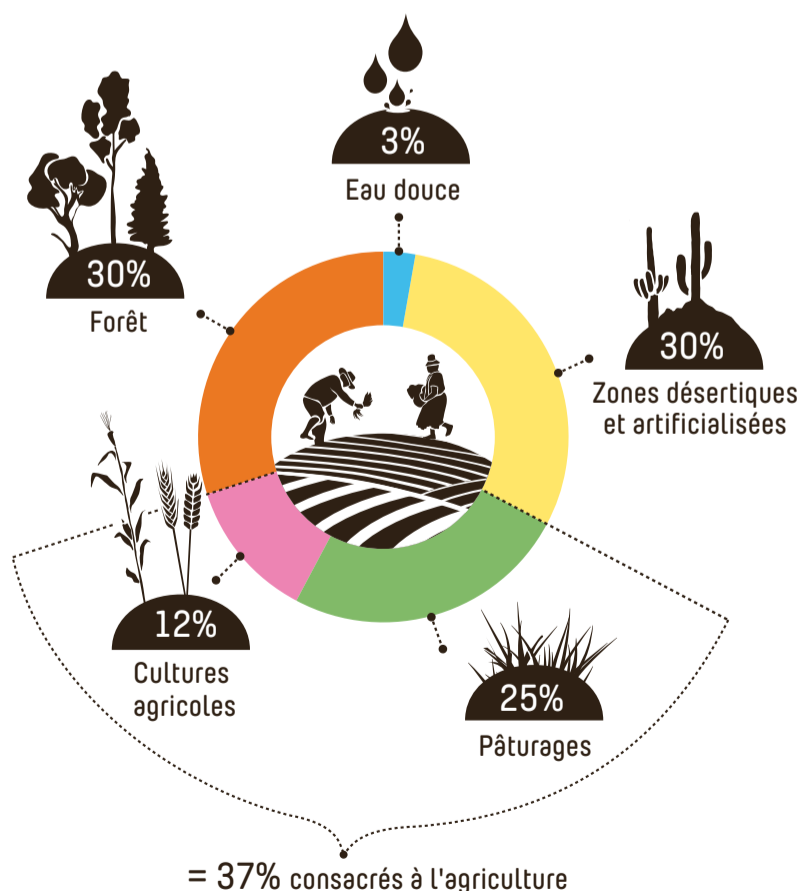 3%
Eau douce
30%
Forêt
30%
Zones désertiques
et artificialisées
12%
Cultures
agricoles
25%
Pâturages
= 37% consacrés à l'agriculture